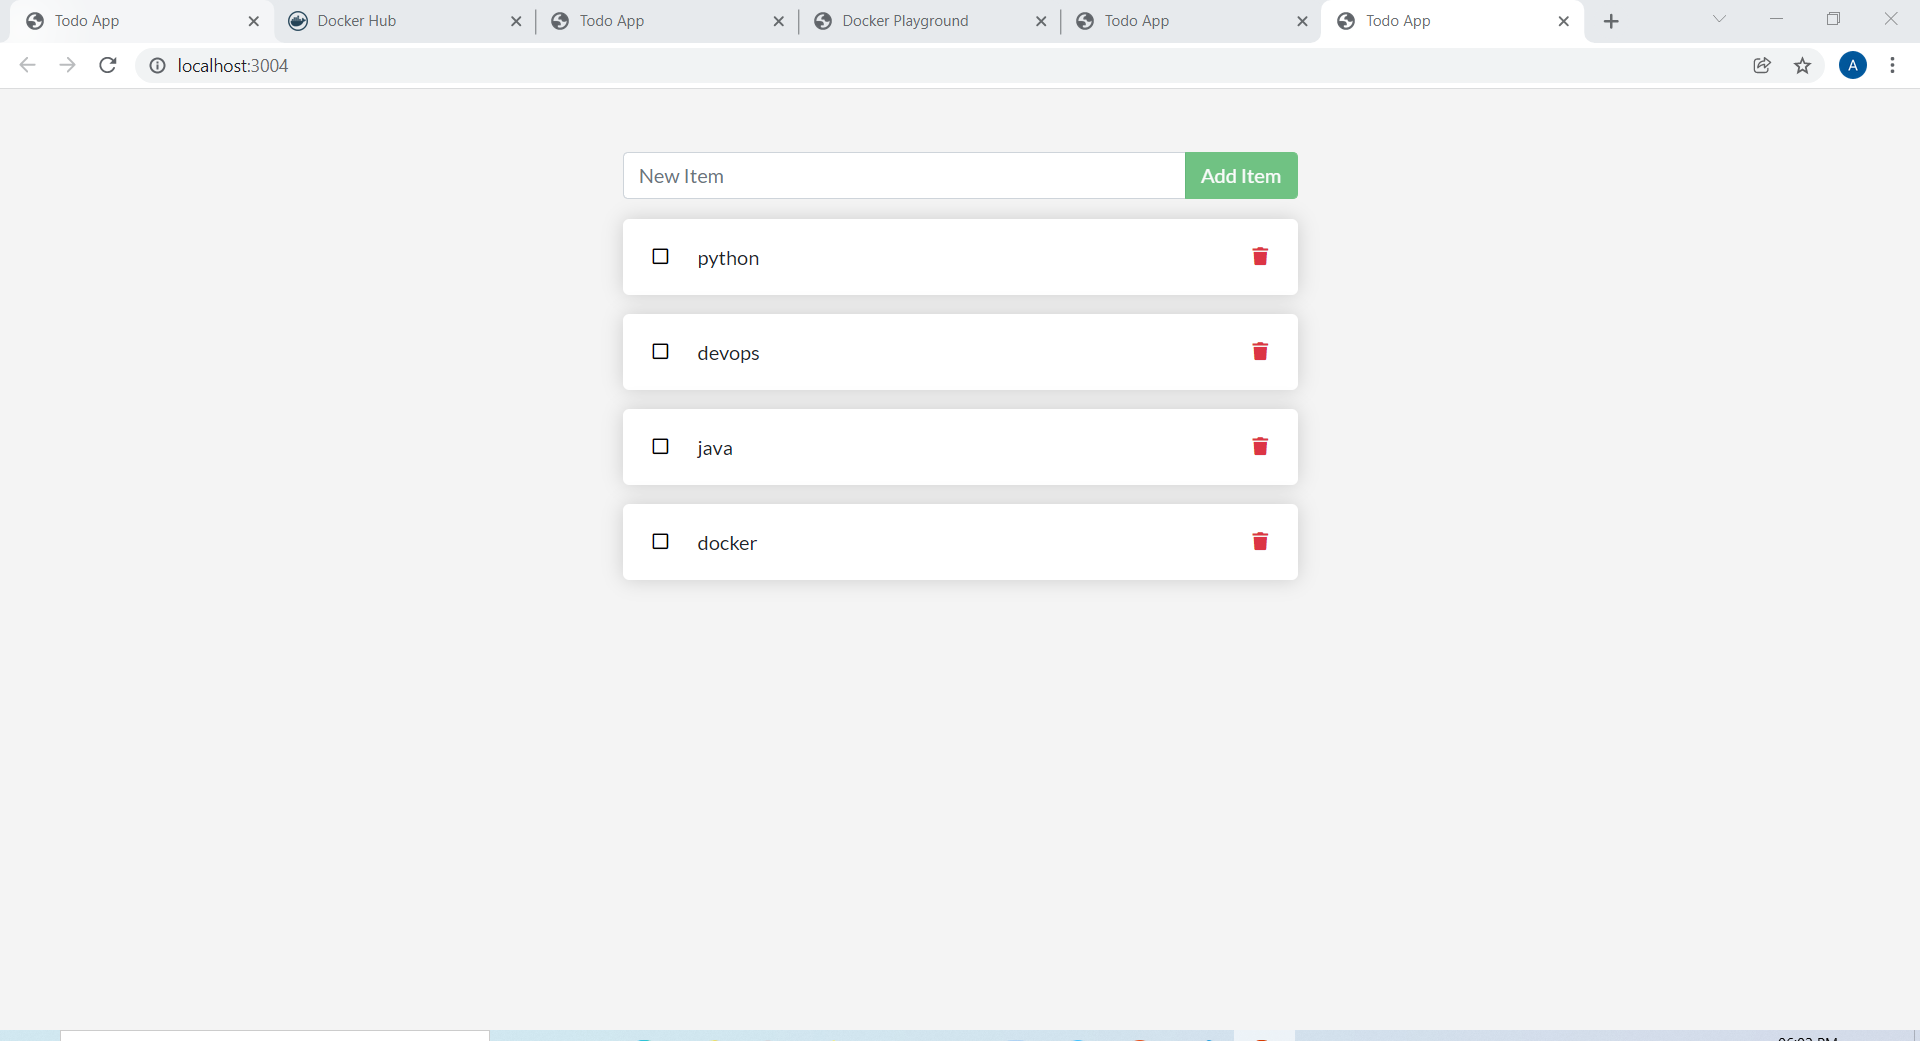 Todo App Docker Hub Todo App Docker Playground Todo App Todo App
localhost:3004 A
New Item Add Item
python
devops
java
docker